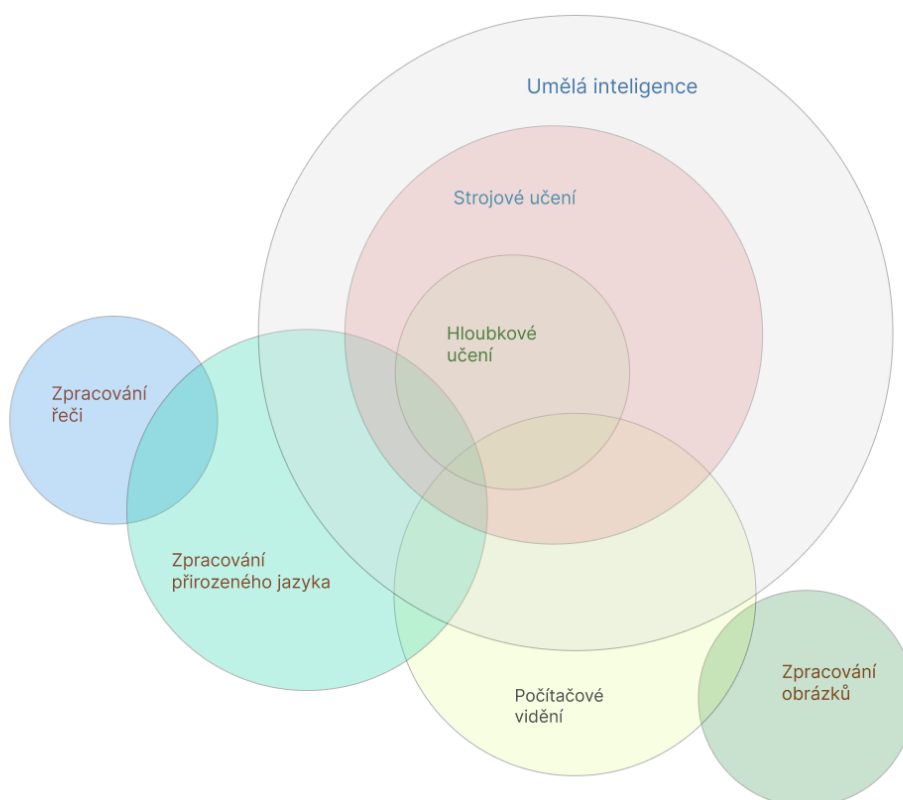 Umělá inteligence
Strojové učení
Hloubkové
učení
Zpracování
řeči
Zpracování
přirozeného jazyka
Počítačové
vidění
Zpracování
obrázků